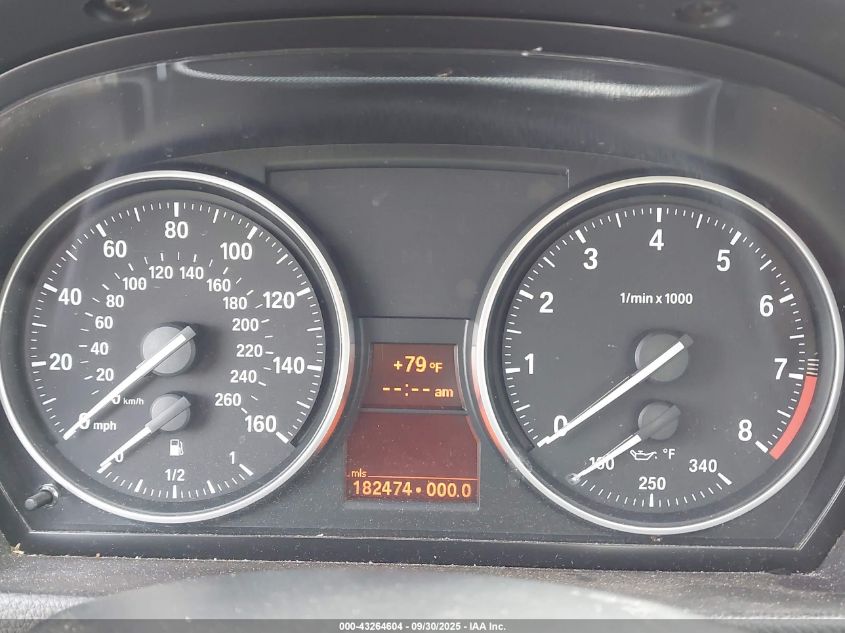 0 20 40 60 80 100 120 140 160
mph
20 40 60 80 100 120 140 160 180 200 220 240 260
km/h
0 1/2 1
+79 °F
--:-- am
mls
182474•000.0
0 1 2 3 4 5 6 7 8
1/min x 1000
°F
250 340
000-43264604 - 09/30/2025 - IAA Inc.